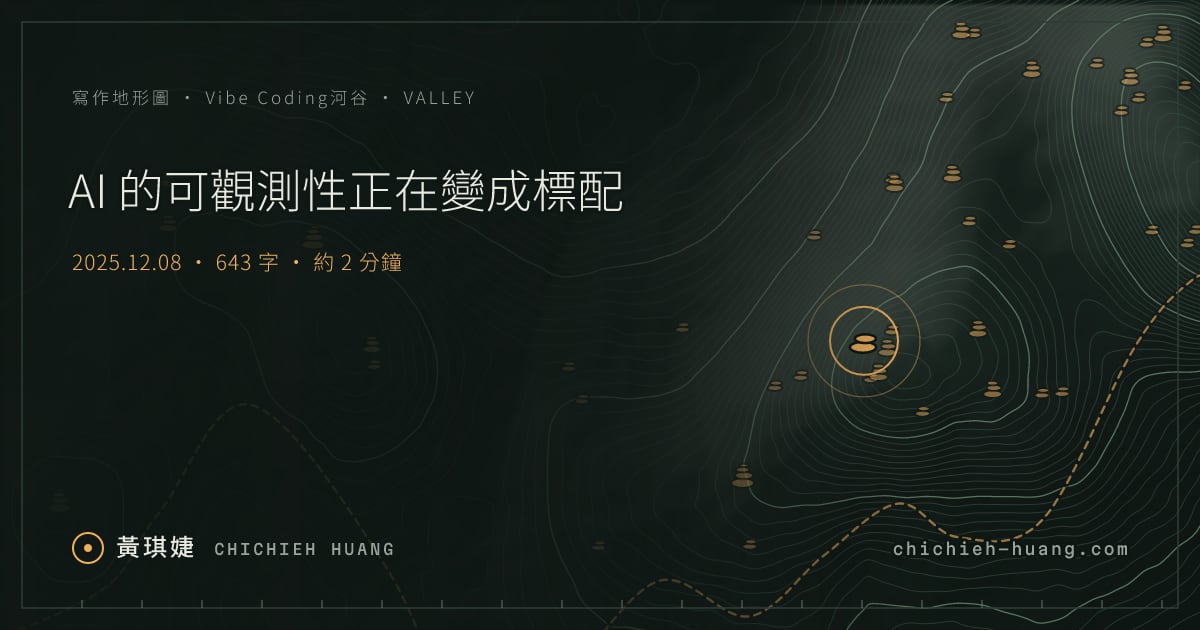 寫作地形圖 · Vibe Coding河谷 · VALLEY
AI 的可觀測性正在變成標配
2025.12.08 · 643 字 · 約 2 分鐘
黃琪婕 CHICHIEH HUANG
chichieh-huang.com